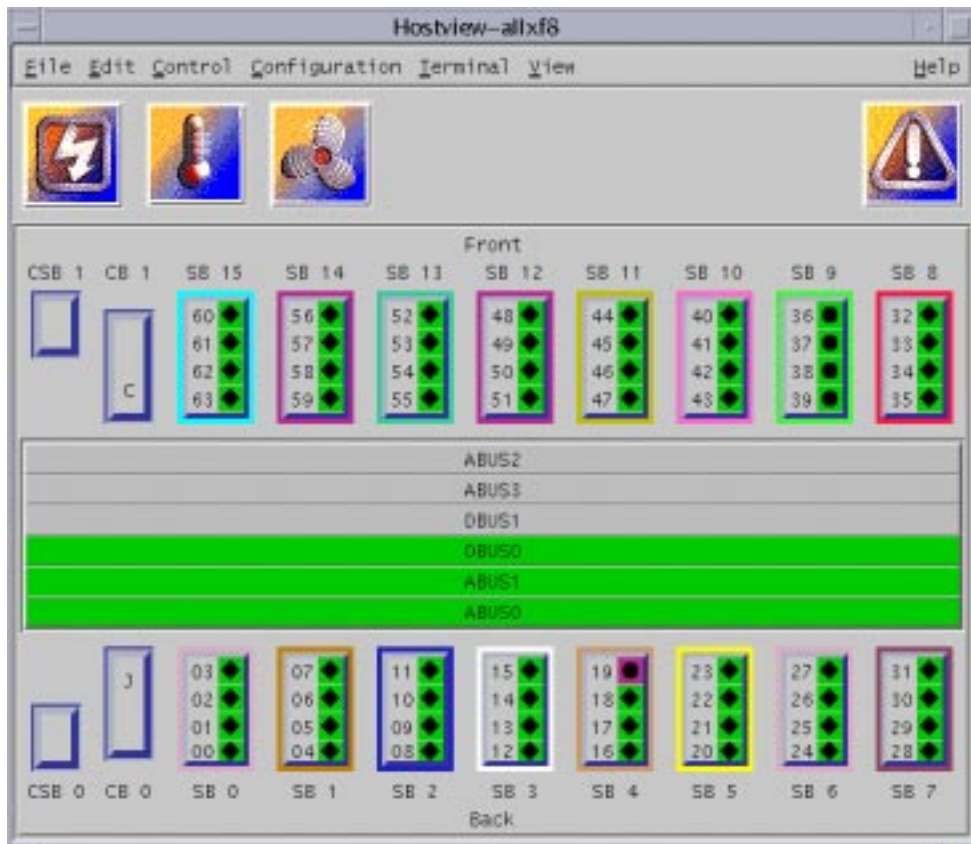 Hostview-allxf8
File Edit Control Configuration Terminal View Help
Front
CSB 1 CB 1 SB 15 SB 14 SB 13 SB 12 SB 11 SB 10 SB 9 SB 8
60 56 52 48 44 40 36 32
61 57 53 49 45 41 37 33
62 58 54 50 46 42 38 34
C 63 59 55 51 47 43 39 35
ABUS2
ABUS3
DBUS1
DBUS0
ABUS1
ABUS0
J 03 07 11 15 19 23 27 31
02 06 10 14 18 22 26 30
01 05 09 13 17 21 25 29
00 04 08 12 16 20 24 28
CSB 0 CB 0 SB 0 SB 1 SB 2 SB 3 SB 4 SB 5 SB 6 SB 7
Back